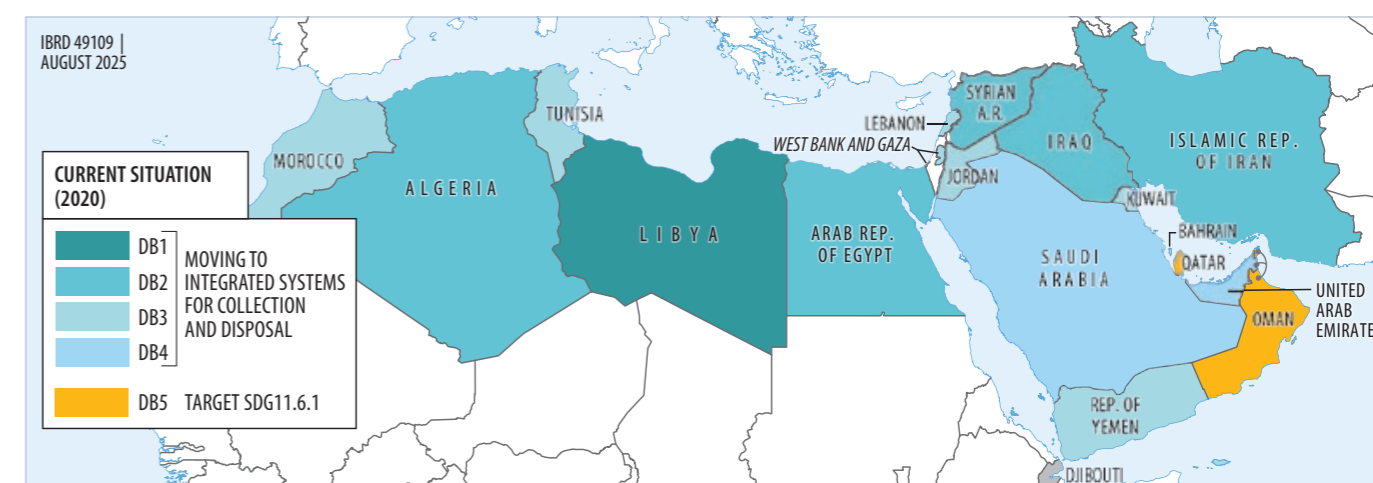 IBRD 49109 |
AUGUST 2025
CURRENT SITUATION
(2020)
DB1
DB2
DB3
DB4
MOVING TO
INTEGRATED SYSTEMS
FOR COLLECTION
AND DISPOSAL
DB5 TARGET SDG11.6.1
MOROCCO
ALGERIA
TUNISIA
LIBYA
ARAB REP.
OF EGYPT
LEBANON
WEST BANK AND GAZA
SYRIAN
A.R.
JORDAN
IRAQ
ISLAMIC REP.
OF IRAN
KUWAIT
BAHRAIN
QATAR
SAUDI
ARABIA
UNITED
ARAB
EMIRATE
OMAN
REP. OF
YEMEN
DJIBOUTI